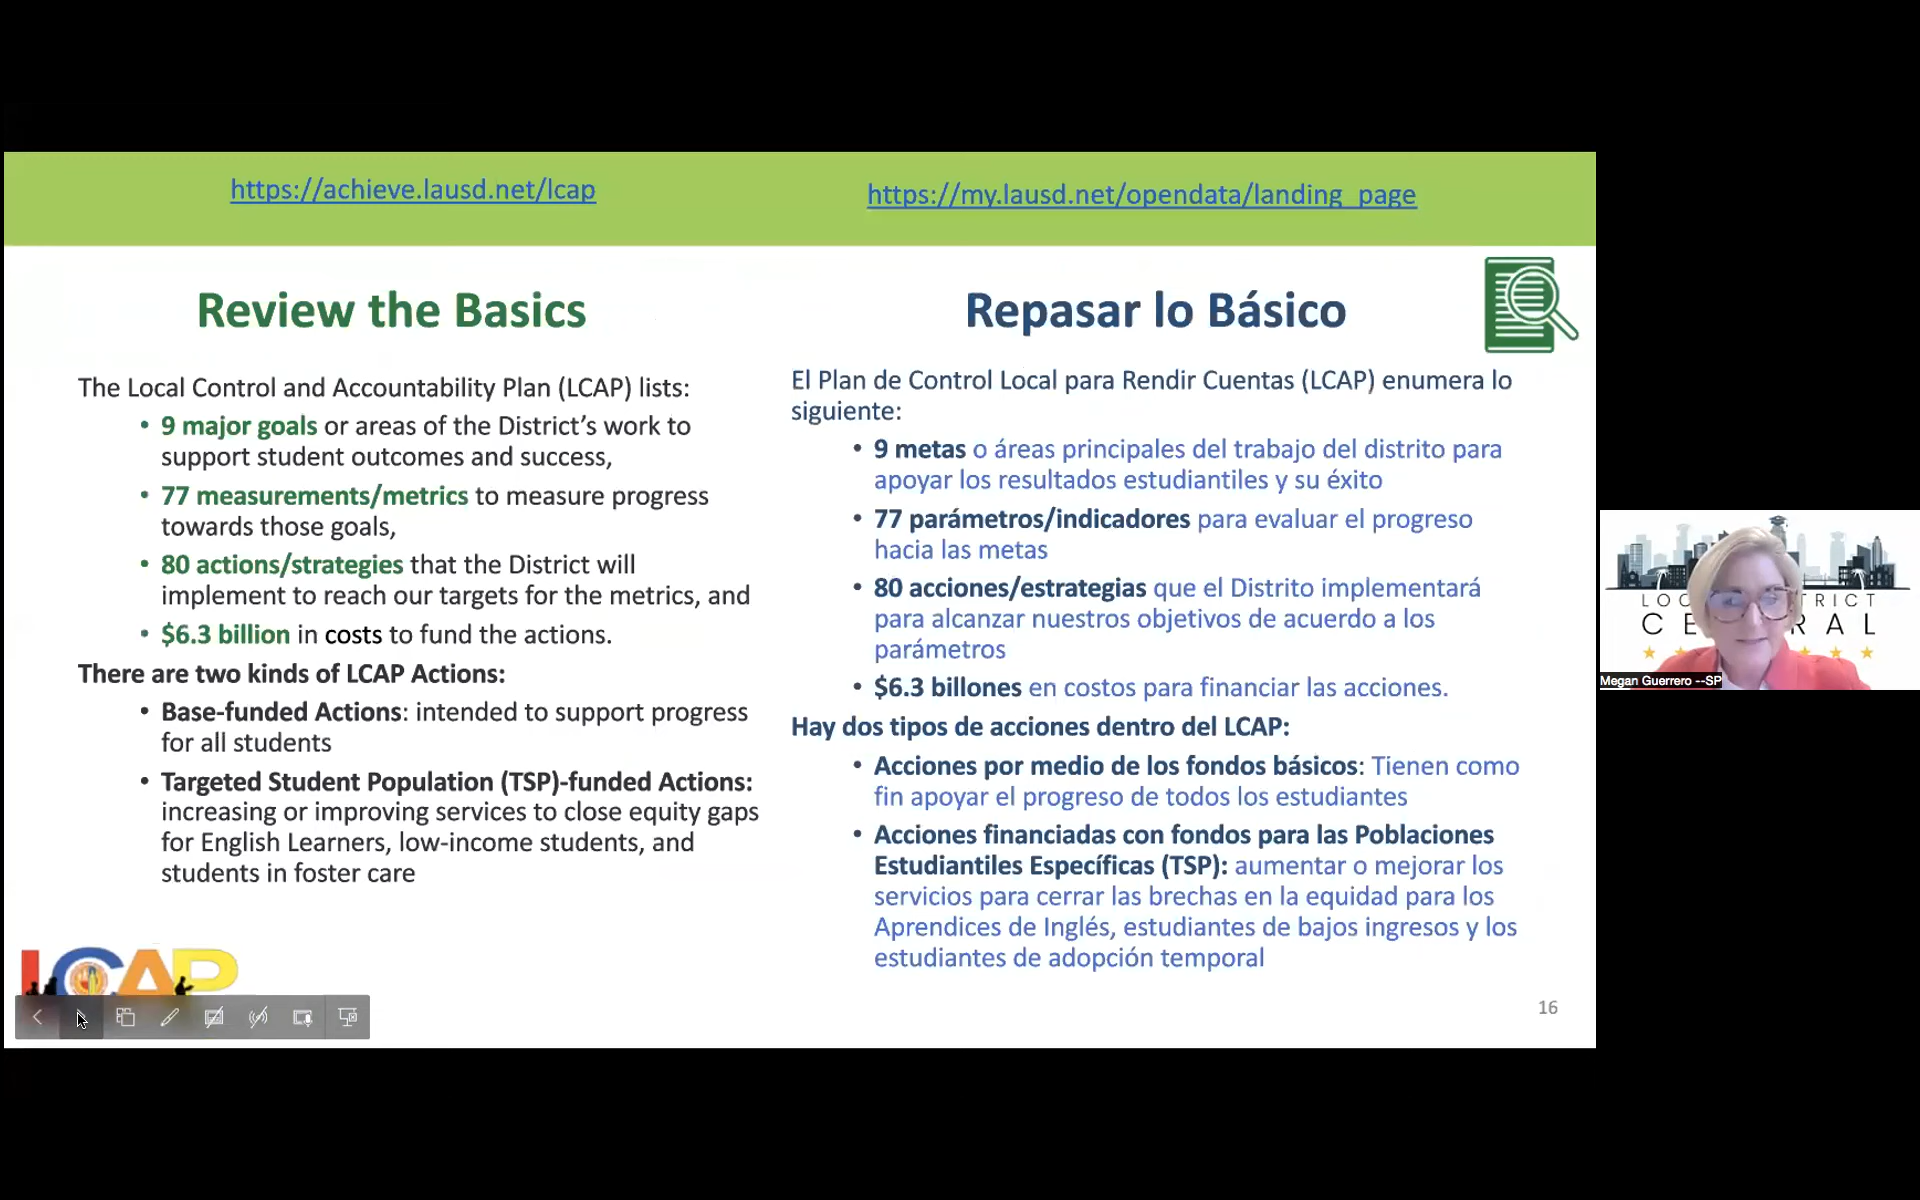 https://achieve.lausd.net/lcap
https://my.lausd.net/opendata/landing_page
Review the Basics
The Local Control and Accountability Plan (LCAP) lists:
• 9 major goals or areas of the District's work to
support student outcomes and success,
• 77 measurements/metrics to measure progress
towards those goals,
• 80 actions/strategies that the District will
implement to reach our targets for the metrics, and
• $6.3 billion in costs to fund the actions.
There are two kinds of LCAP Actions:
• Base-funded Actions: intended to support progress
for all students
• Targeted Student Population (TSP)-funded Actions:
increasing or improving services to close equity gaps
for English Learners, low-income students, and
students in foster care
LCAP
Repasar lo Básico
El Plan de Control Local para Rendir Cuentas (LCAP) enumera lo
siguiente:
• 9 metas o áreas principales del trabajo del distrito para
apoyar los resultados estudiantiles y su éxito
• 77 parámetros/indicadores para evaluar el progreso
hacia las metas
• 80 acciones/estrategias que el Distrito implementará
para alcanzar nuestros objetivos de acuerdo a los
parámetros
• $6.3 billones en costos para financiar las acciones.
Hay dos tipos de acciones dentro del LCAP:
• Acciones por medio de los fondos básicos: Tienen como
fin apoyar el progreso de todos los estudiantes
• Acciones financiadas con fondos para las Poblaciones
Estudiantiles Específicas (TSP): aumentar o mejorar los
servicios para cerrar las brechas en la equidad para los
Aprendices de Inglés, estudiantes de bajos ingresos y los
estudiantes de adopción temporal
16
Megan Guerrero --SP